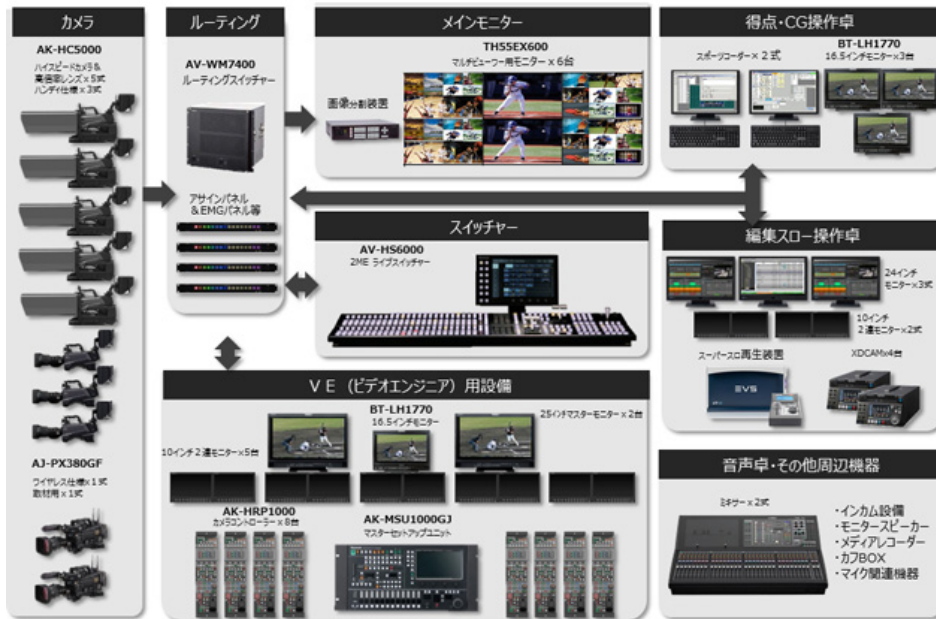 カメラ
AK-HC5000
ハイスピードカメラ&
高倍率レンズ×5式
ハンディ仕様×3式
AJ-PX380GF
ワイヤレス仕様×1式
取材用×1式
ルーティング
AV-WM7400
ルーティングスイッチャー
アサインパネル
&EMGパネル等
メインモニター
TH55EX600
マルチビューワー用モニター×6台
画像分割装置
スイッチャー
AV-HS6000
2ME ライブスイッチャー
VE(ビデオエンジニア)用設備
BT-LH1770
16.5インチモニター
25インチマスターモニター×2台
10インチ2連モニター×5台
AK-HRP1000
カメラコントローラー×8台
AK-MSU1000GJ
マスターセットアップユニット
得点・CG操作卓
スポーツコーダー×2式
BT-LH1770
16.5インチモニター×3台
編集スロー操作卓
24インチ
モニター×3式
10インチ
2連モニター×2式
スーパースロ再生装置
XDCAM×4台
EVS
音声卓・その他周辺機器
ミキサー×2式
・インカム設備
・モニタースピーカー
・メディアレコーダー
・カフBOX
・マイク関連機器